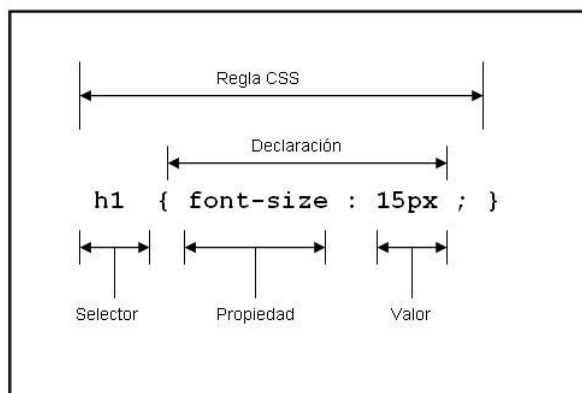 Regla CSS
Declaración
h1 { font-size : 15px ; }
Selector Propiedad Valor